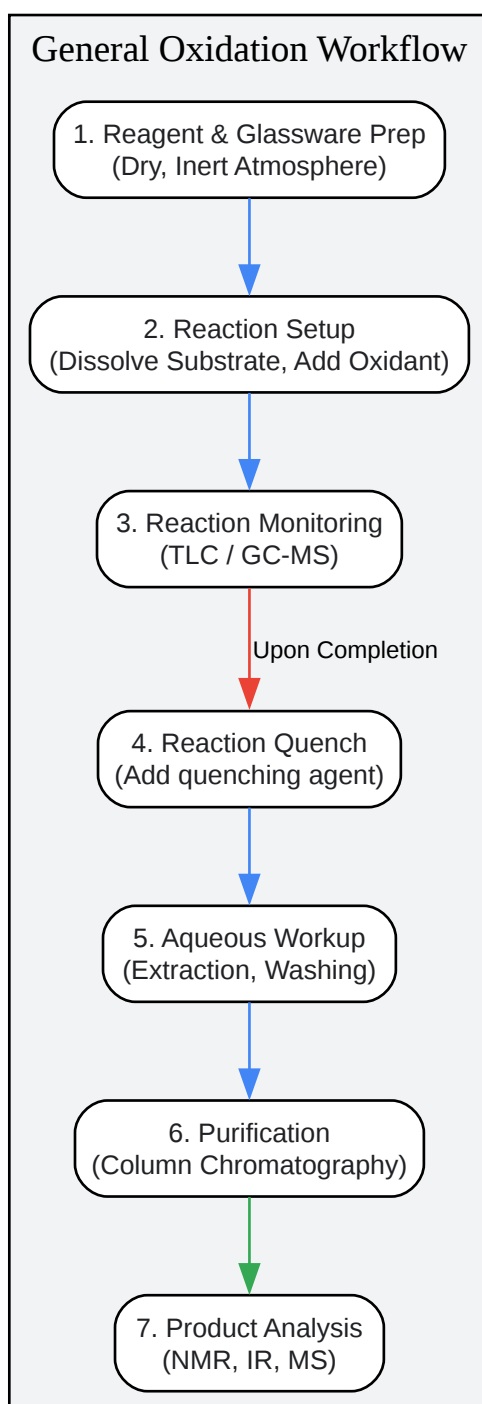 General Oxidation Workflow
1. Reagent & Glassware Prep
(Dry, Inert Atmosphere)
2. Reaction Setup
(Dissolve Substrate, Add Oxidant)
3. Reaction Monitoring
(TLC / GC-MS)
Upon Completion
4. Reaction Quench
(Add quenching agent)
5. Aqueous Workup
(Extraction, Washing)
6. Purification
(Column Chromatography)
7. Product Analysis
(NMR, IR, MS)